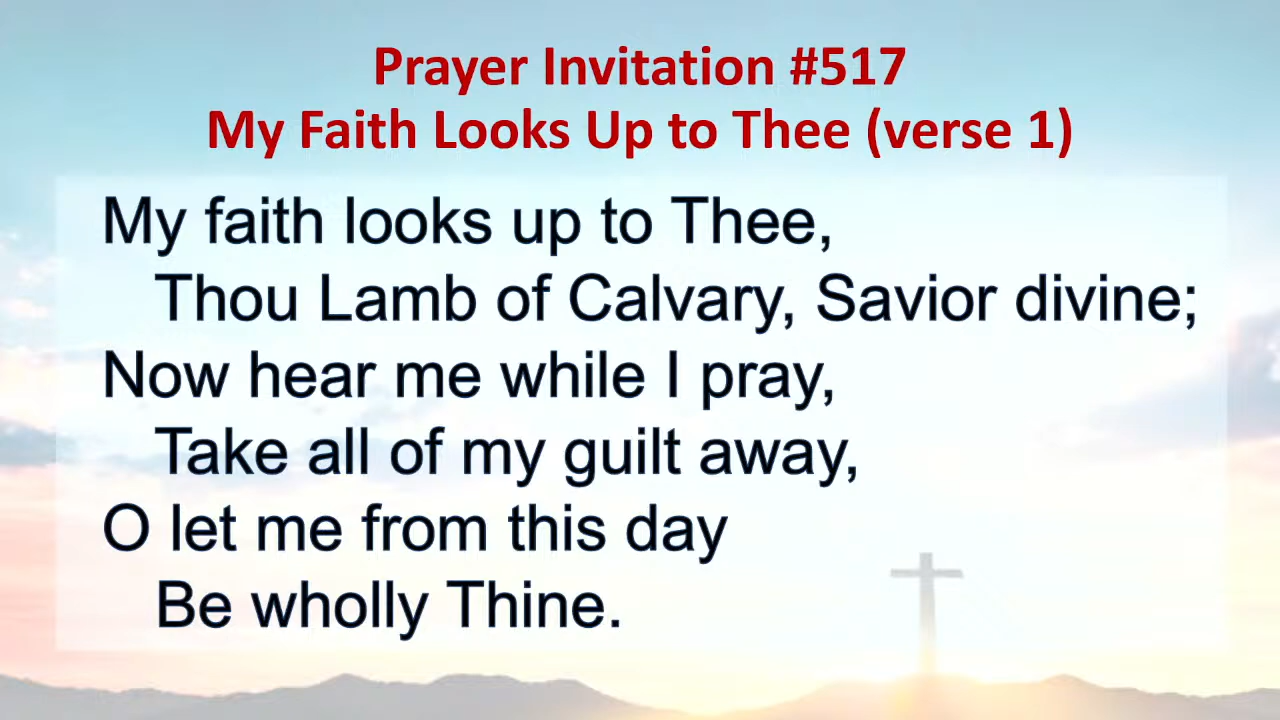 Prayer Invitation #517
My Faith Looks Up to Thee (verse 1)
My faith looks up to Thee,
Thou Lamb of Calvary, Savior divine;
Now hear me while I pray,
Take all of my guilt away,
O let me from this day
Be wholly Thine.